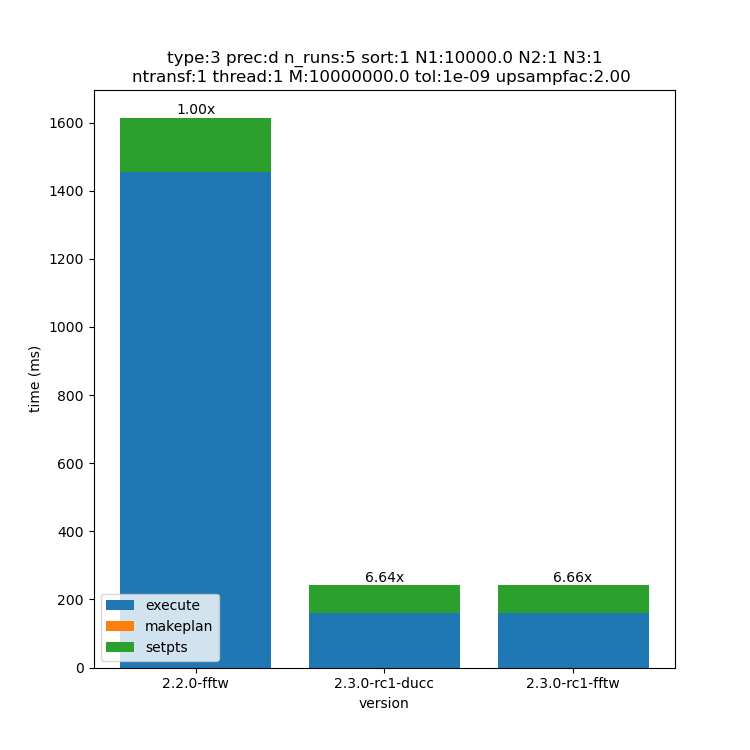 type:3 prec:d n_runs:5 sort:1 N1:10000.0 N2:1 N3:1
ntransf:1 thread:1 M:10000000.0 tol:1e-09 upsampfac:2.00
1.00x
1600
1400
1200
1000
time (ms)
800
600
6.64x
6.66x
400
200
0
execute
makeplan
setpts
2.2.0-fftw
2.3.0-rc1-ducc
2.3.0-rc1-fftw
version